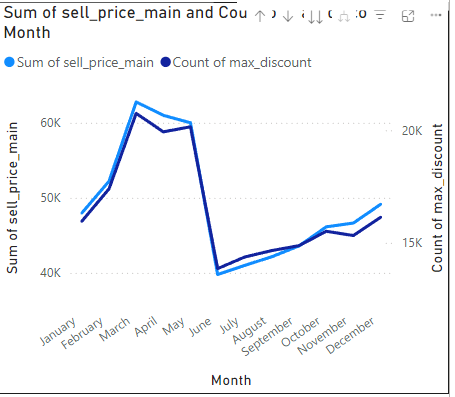 Sum of sell_price_main and Cou
Month
Sum of sell_price_main Count of max_discount
60K
50K
40K
20K
15K
Sum of sell_price_main
Count of max_discount
January
February
March
April
May
June
July
August
September
October
November
December
Month